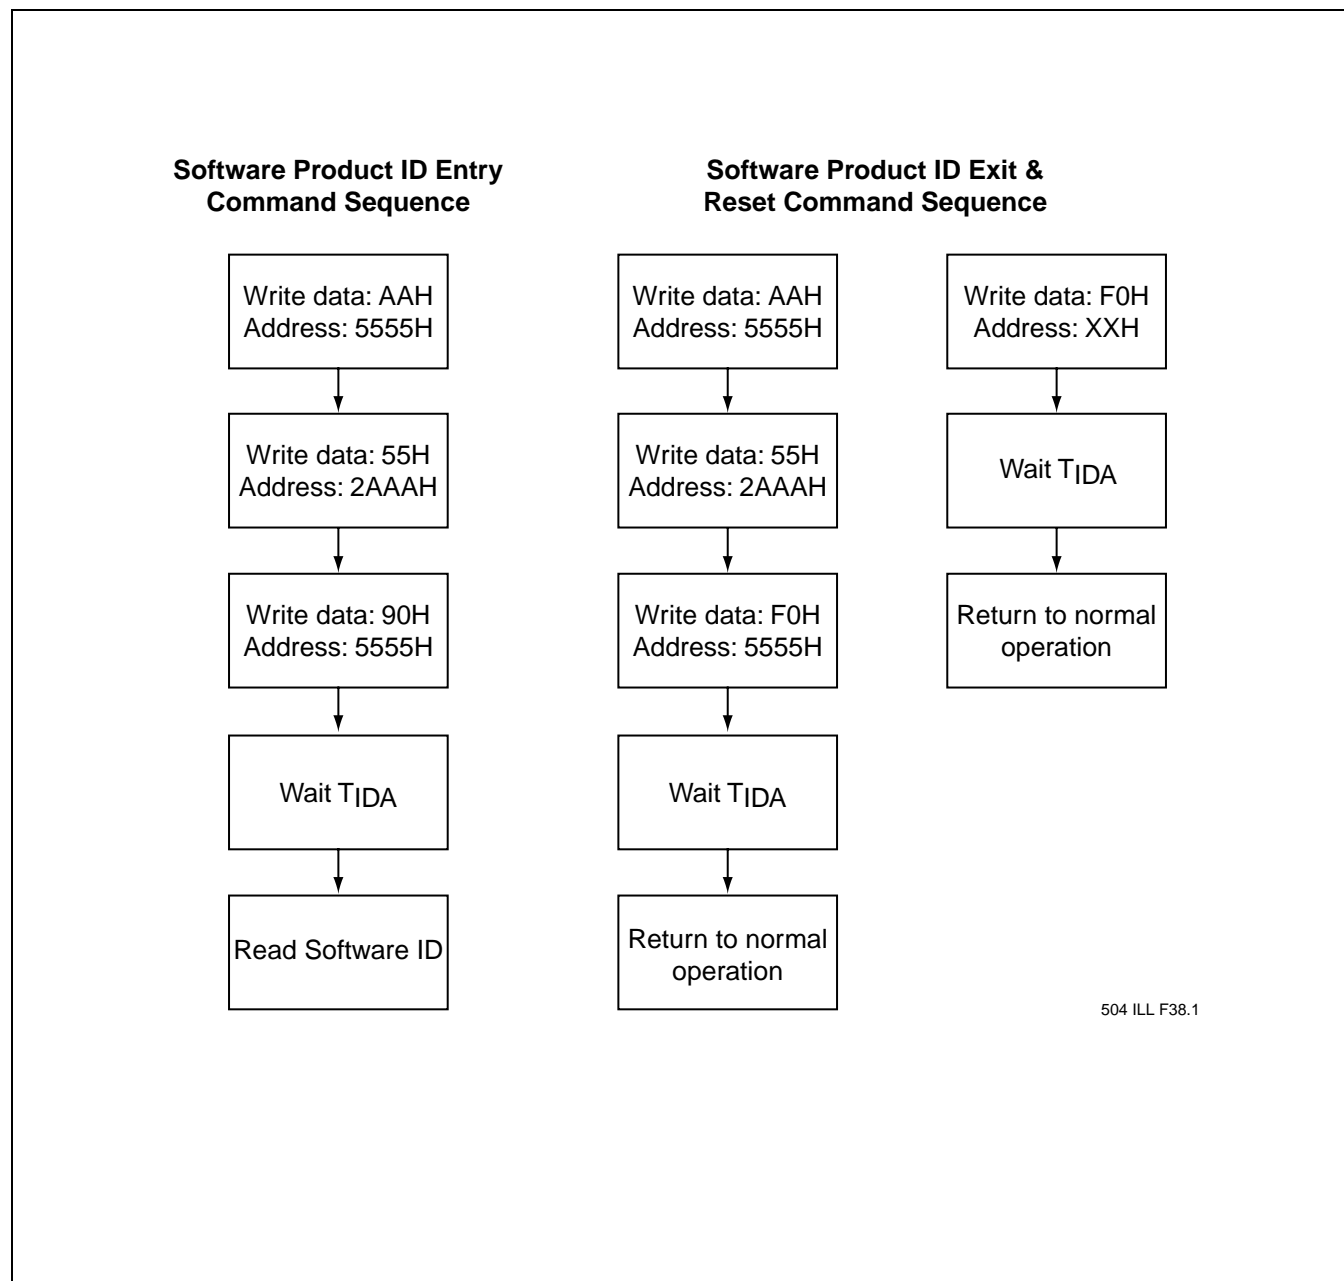 Software Product ID Entry
Command Sequence
Write data: AAH
Address: 5555H
Write data: 55H
Address: 2AAAH
Write data: 90H
Address: 5555H
Wait TIDA
Read Software ID
Software Product ID Exit &
Reset Command Sequence
Write data: AAH
Address: 5555H
Write data: 55H
Address: 2AAAH
Write data: F0H
Address: 5555H
Wait TIDA
Return to normal
operation
Write data: F0H
Address: XXH
Wait TIDA
Return to normal
operation
504 ILL F38.1